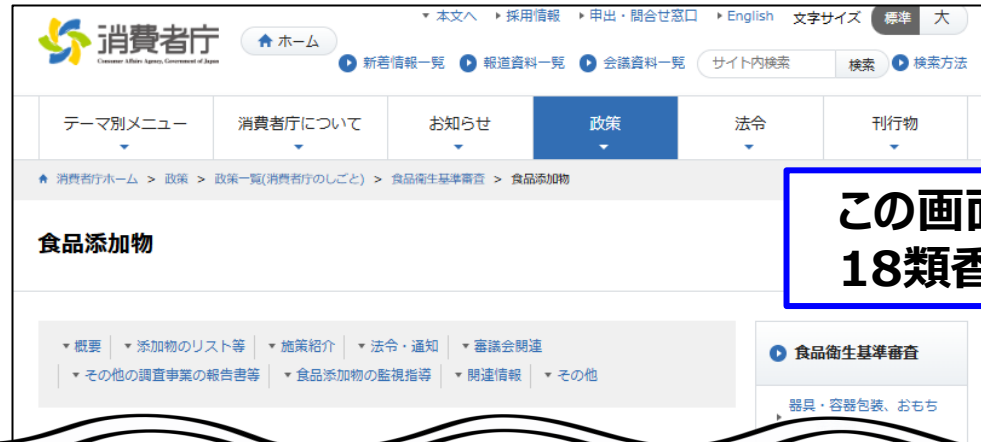 本文へ 採用情報 申出・問合せ窓口 English 文字サイズ 標準 大
消費者庁
Consumer Affairs Agency, Government of Japan
ホーム
新着情報一覧 報道資料一覧 会議資料一覧 サイト内検索 検索 検索方法
テーマ別メニュー 消費者庁について お知らせ 政策 法令 刊行物
消費者庁ホーム > 政策 > 政策一覧(消費者庁のしごと) > 食品衛生基準審査 > 食品添加物
この画面
18類香
食品添加物
概要 添加物のリスト等 施策紹介 法令・通知 審議会関連
その他の調査事業の報告書等 食品添加物の監視指導 関連情報 その他
食品衛生基準審査
器具・容器包装、おもち